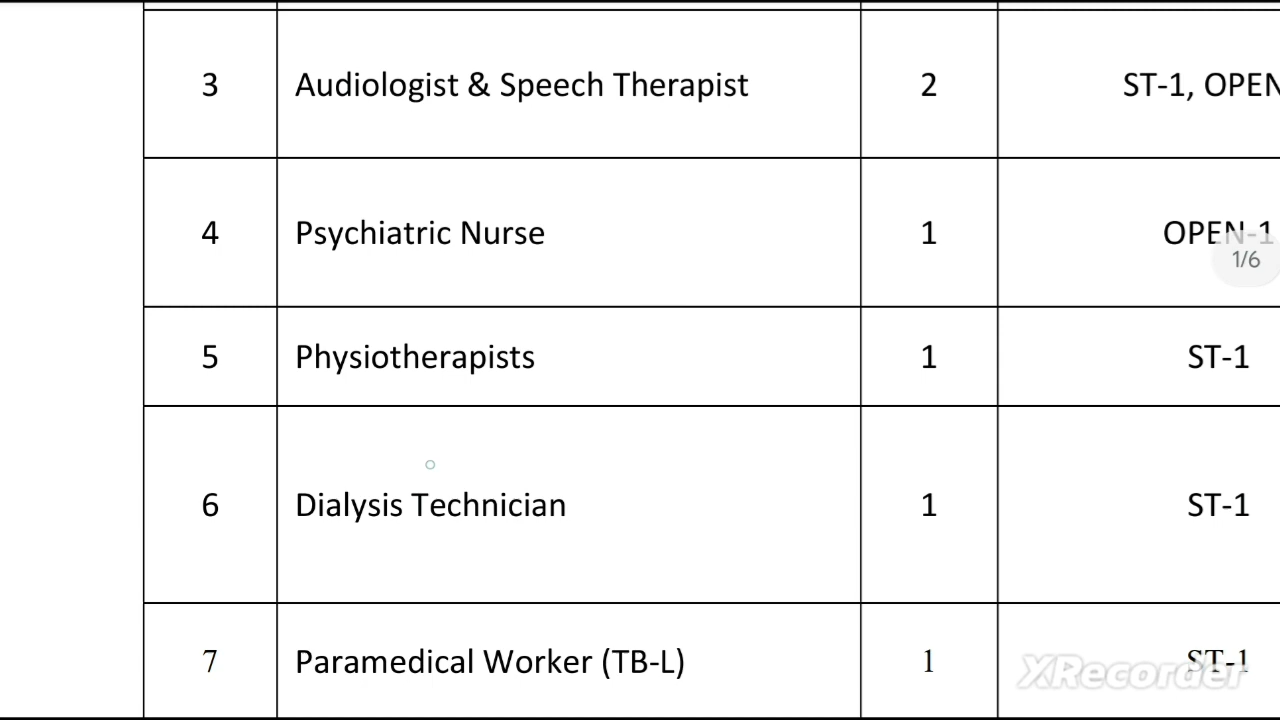 3 Audiologist & Speech Therapist 2 ST-1, OPEN
4 Psychiatric Nurse 1 OPEN-1
1/6
5 Physiotherapists 1 ST-1
6 Dialysis Technician 1 ST-1
7 Paramedical Worker (TB-L) 1 ST-1
XRecorder